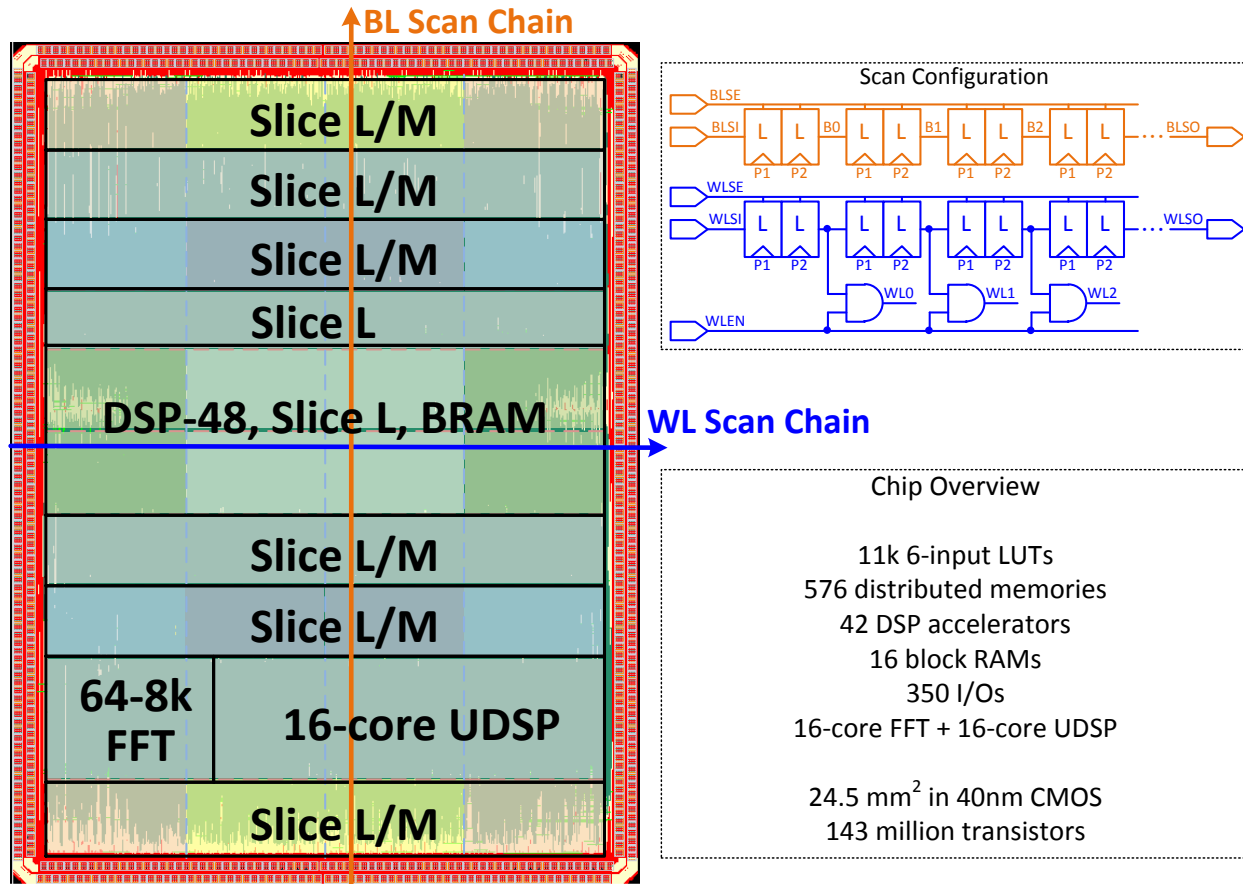 BL Scan Chain
Slice L/M
Slice L/M
Slice L/M
Slice L
DSP-48, Slice L, BRAM
WL Scan Chain
Slice L/M
Slice L/M
64-8k
FFT
16-core UDSP
Slice L/M
Scan Configuration
BLSE
BLSI L L B0 L L B1 L L B2 L L BLSO
P1 P2 P1 P2 P1 P2 P1 P2
WLSE
WLSI L L L L L L L L WLSO
P1 P2 P1 P2 P1 P2 P1 P2
WL0 WL1 WL2
WLEN
Chip Overview
11k 6-input LUTs
576 distributed memories
42 DSP accelerators
16 block RAMs
350 I/Os
16-core FFT + 16-core UDSP
24.5 mm² in 40nm CMOS
143 million transistors